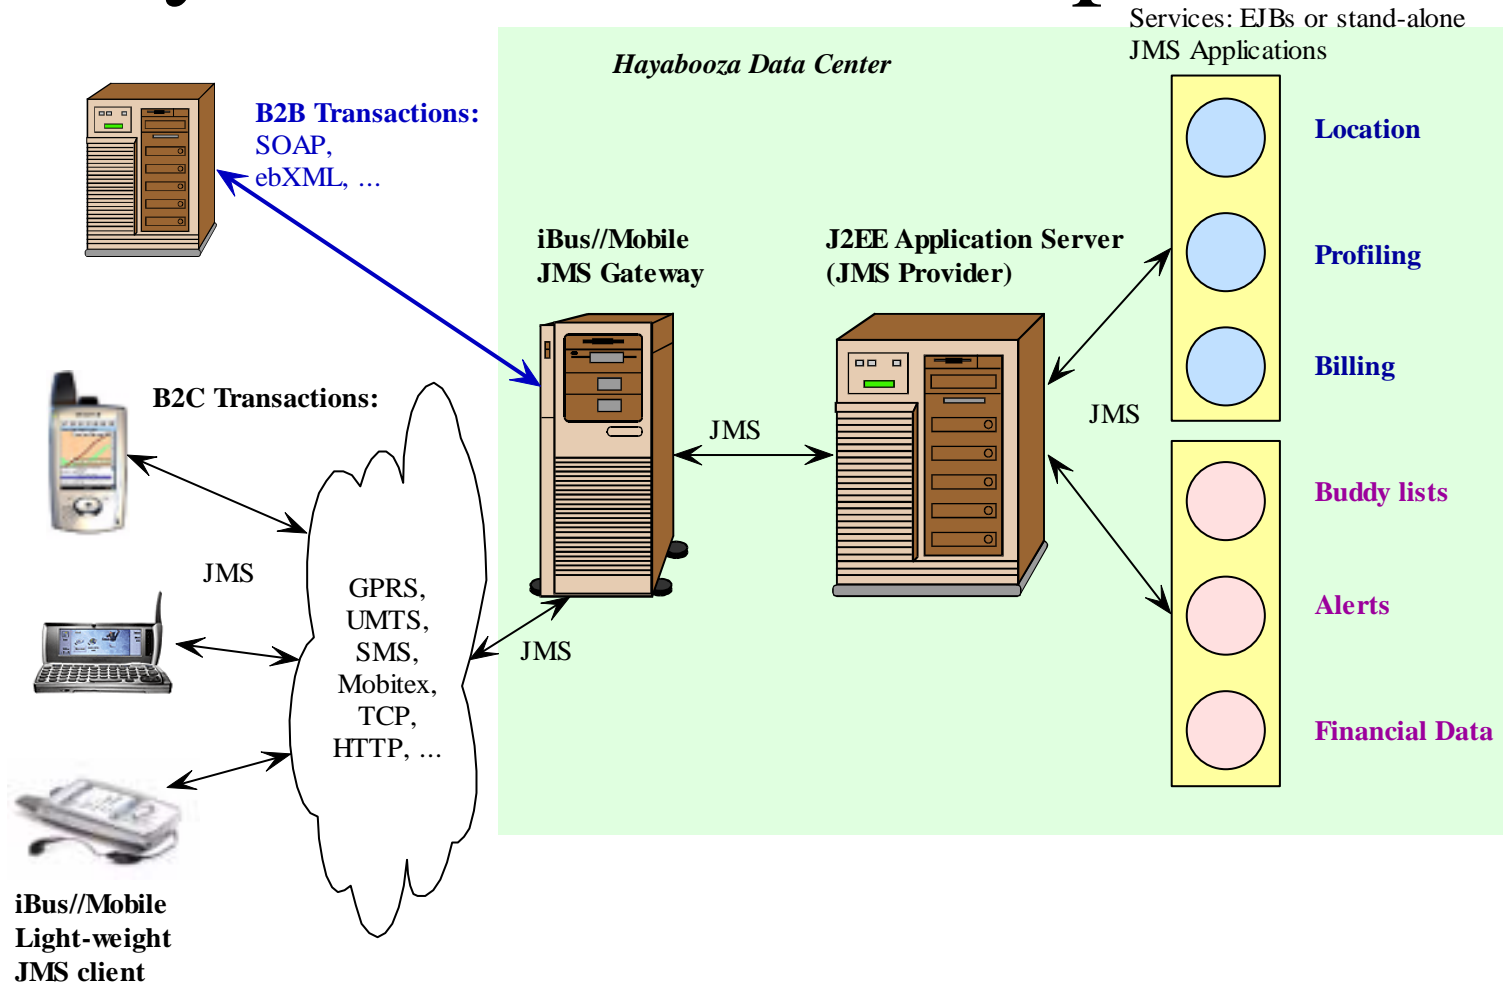 Services: EJBs or stand-alone
JMS Applications
Hayabooza Data Center
B2B Transactions:
SOAP,
ebXML, ...
Location
Profiling
Billing
iBus//Mobile
JMS Gateway
J2EE Application Server
(JMS Provider)
B2C Transactions:
JMS
JMS
Buddy lists
Alerts
Financial Data
JMS
GPRS,
UMTS,
SMS,
Mobitex,
TCP,
HTTP, ...
JMS
iBus//Mobile
Light-weight
JMS client